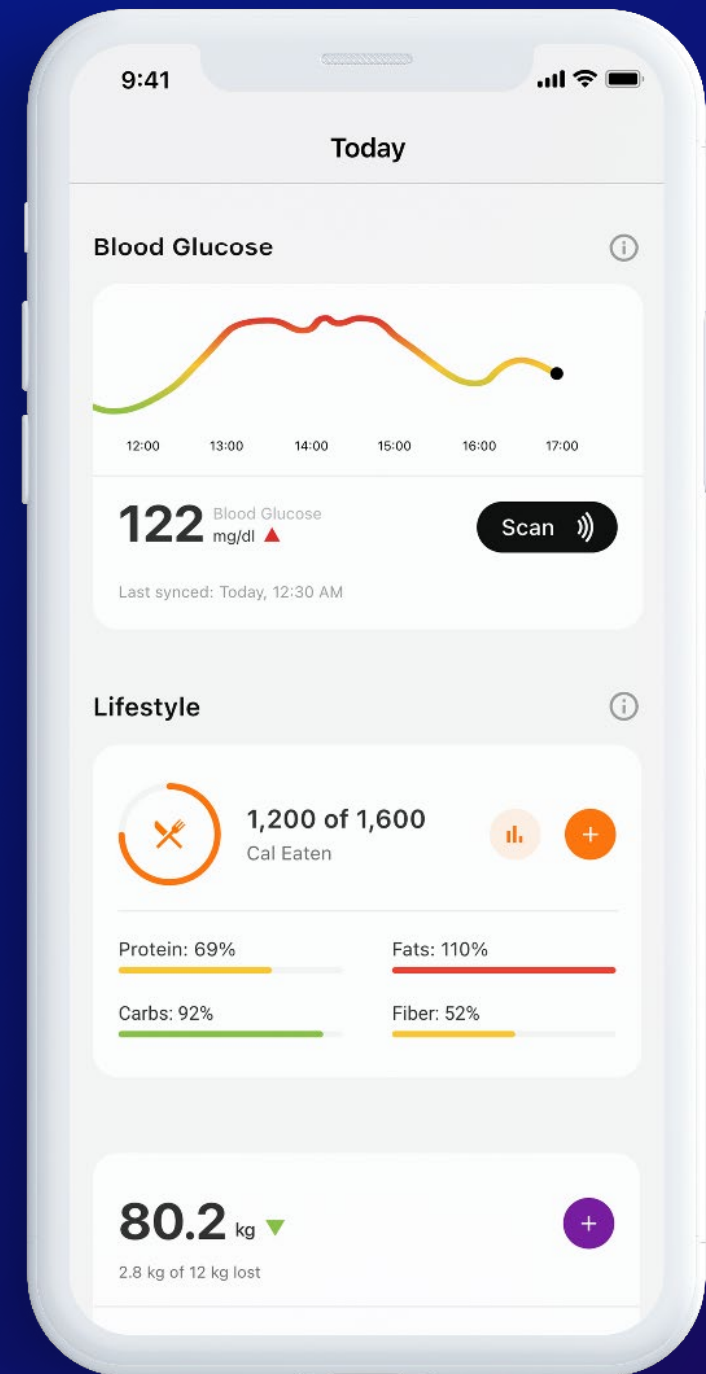 9:41
Today
Blood Glucose
12:00 13:00 14:00 15:00 16:00 17:00
122 Blood Glucose
mg/dl
Scan
Last synced: Today, 12:30 AM
Lifestyle
1,200 of 1,600
Cal Eaten
Protein: 69% Fats: 110%
Carbs: 92% Fiber: 52%
80.2 kg
2.8 kg of 12 kg lost